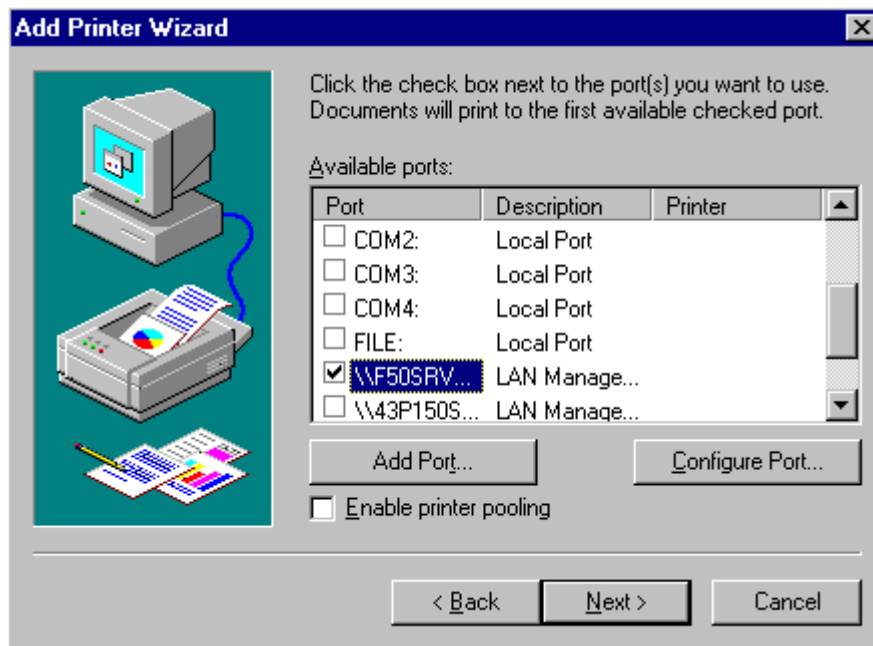 Add Printer Wizard
Click the check box next to the port(s) you want to use.
Documents will print to the first available checked port.
Available ports:
Port Description Printer
COM2: Local Port
COM3: Local Port
COM4: Local Port
FILE: Local Port
\\F50SRV... LAN Manage...
\\43P150S... LAN Manage...
Add Port... Configure Port...
Enable printer pooling
< Back Next > Cancel